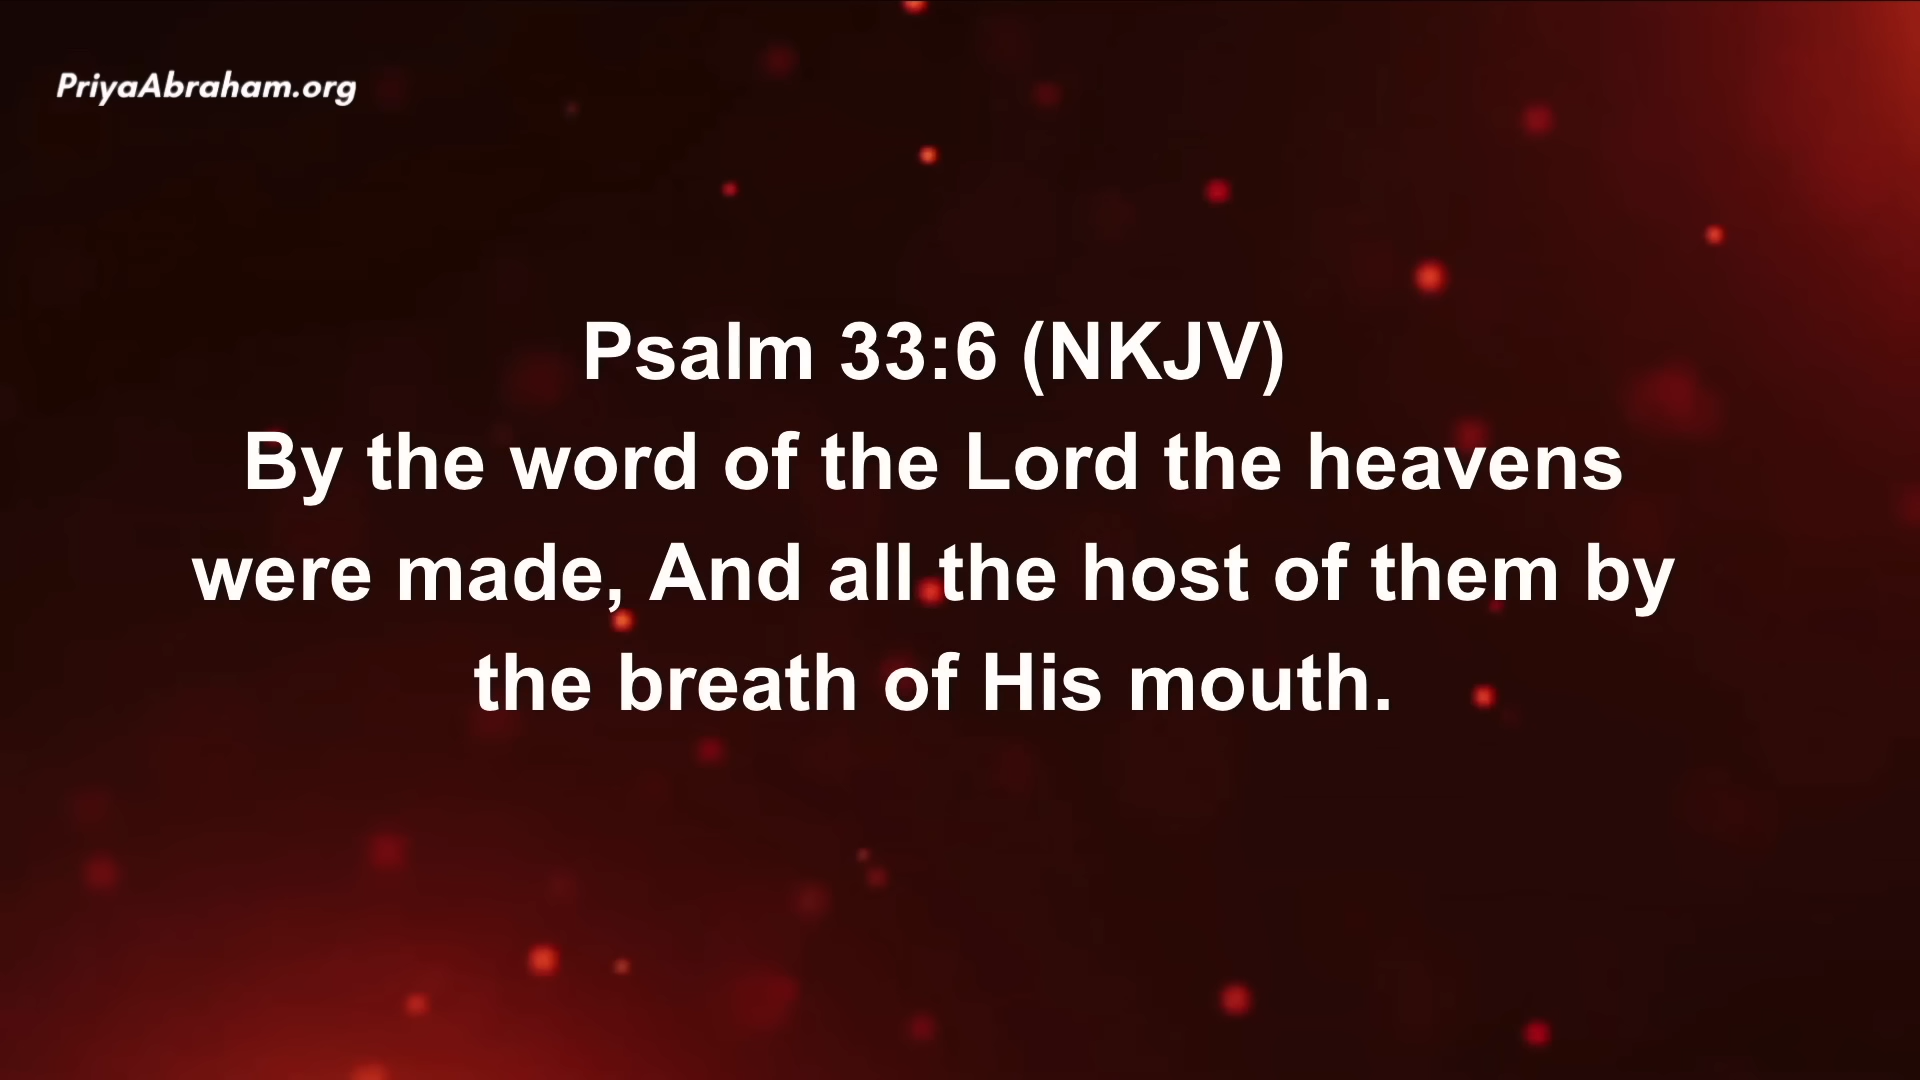 PriyaAbraham.org
Psalm 33:6 (NKJV)
By the word of the Lord the heavens
were made, And all the host of them by
the breath of His mouth.